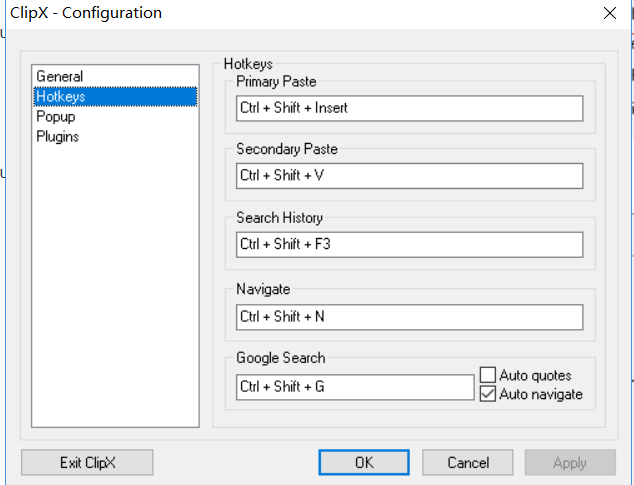 ClipX - Configuration
General
Hotkeys
Popup
Plugins
Hotkeys
Primary Paste
Ctrl + Shift + Insert
Secondary Paste
Ctrl + Shift + V
Search History
Ctrl + Shift + F3
Navigate
Ctrl + Shift + N
Google Search
Ctrl + Shift + G
Auto quotes
Auto navigate
Exit ClipX
OK
Cancel
Apply